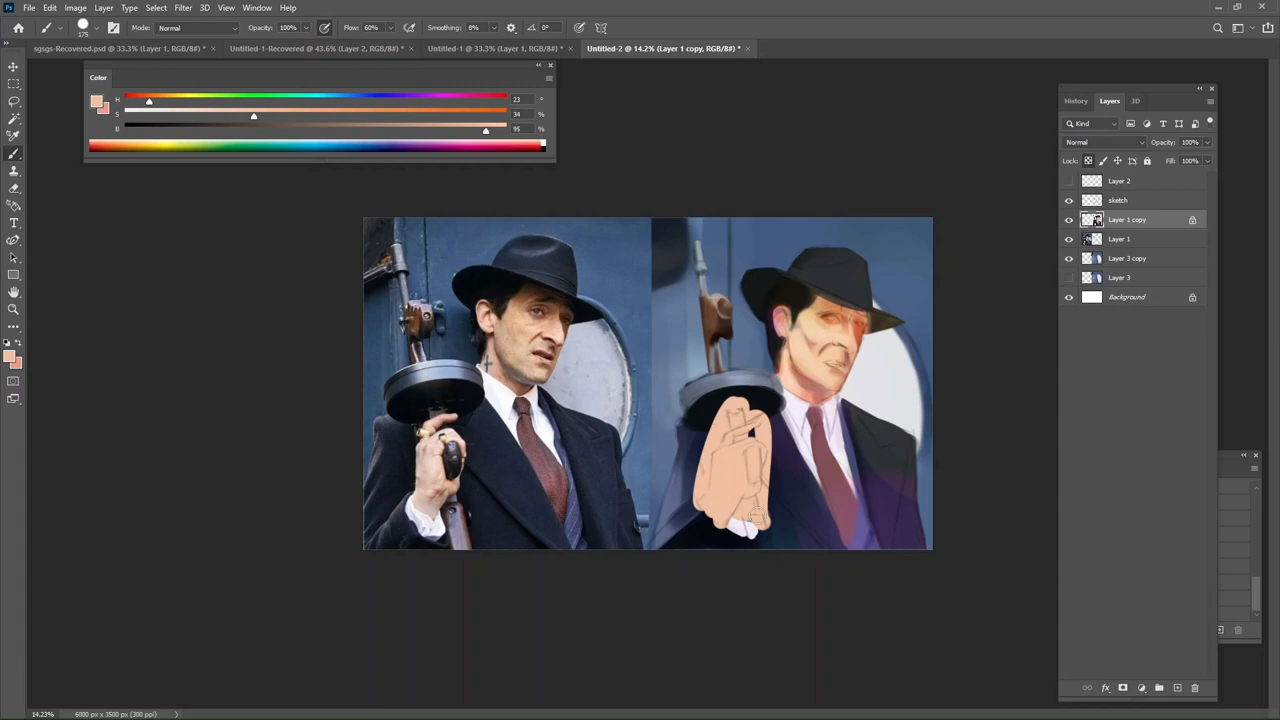 Ps File Edit Image Layer Type Select Filter 3D View Window Help
Mode: Normal Opacity: 100% Flow: 60% Smoothing: 8% 0°
175
sgsgs-Recovered.psd @ 33.3% (Layer 1, RGB/8#) * × Untitled-1-Recovered @ 43.6% (Layer 2, RGB/8#) * × Untitled-1 @ 33.3% (Layer 1, RGB/8#) * × Untitled-2 @ 14.2% (Layer 1 copy, RGB/8#) * ×
Color
H 23 °
S 34 %
B 95 %
History Layers 3D
Kind
Normal Opacity: 100%
Lock: Fill: 100%
Layer 2
sketch
Layer 1 copy
Layer 1
Layer 3 copy
Layer 3
Background
fx
14.23% 6000 px x 3500 px (300 ppi)